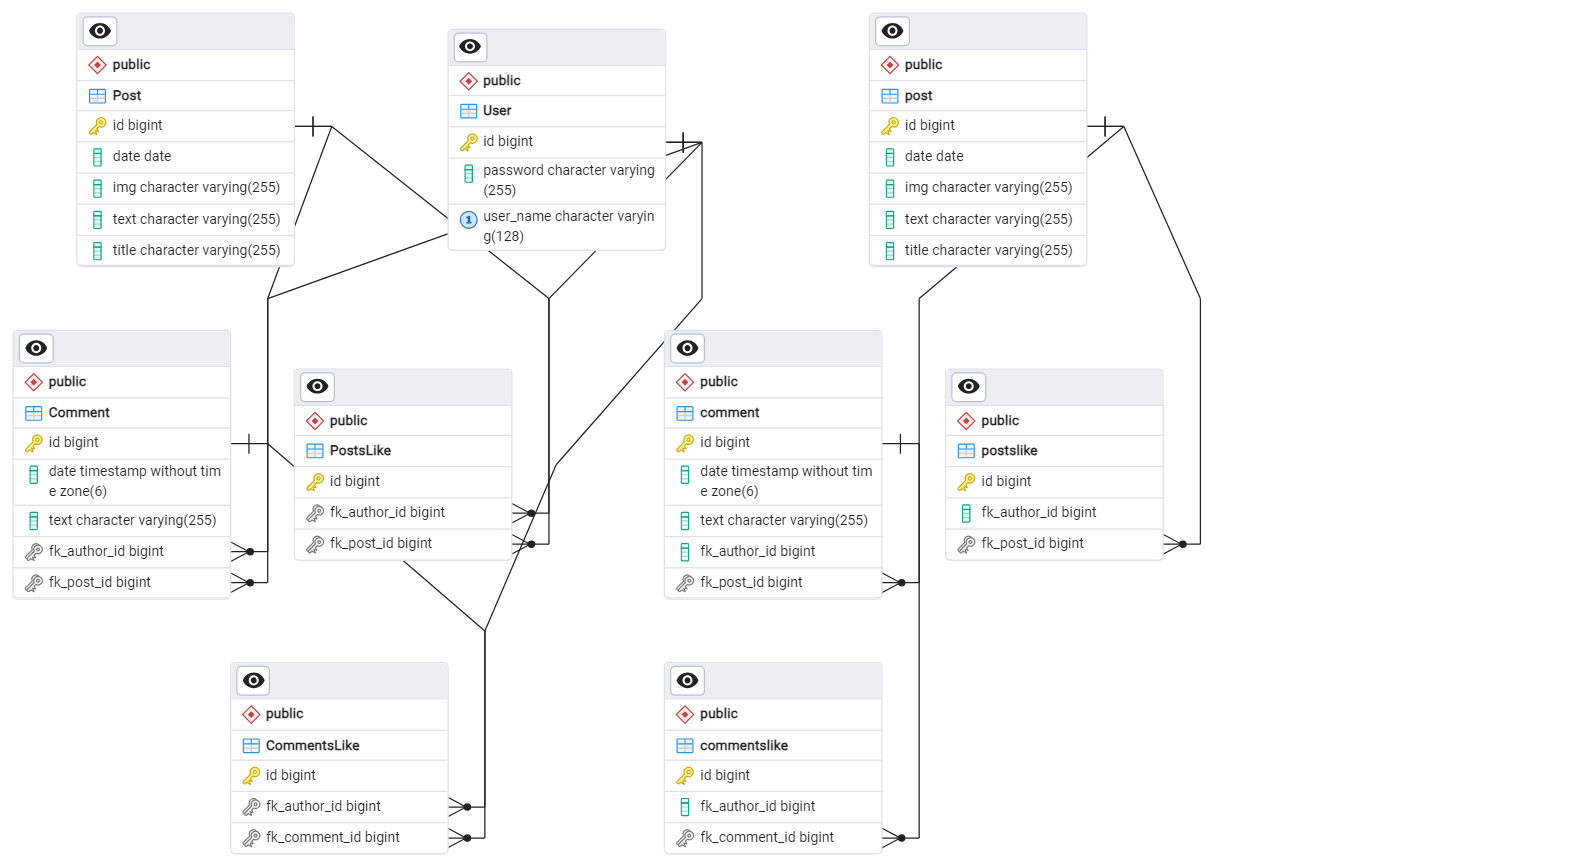 public
Post
id bigint
date date
img character varying(255)
text character varying(255)
title character varying(255)
public
User
id bigint
password character varying
(255)
user_name character varyin
g(128)
public
post
id bigint
date date
img character varying(255)
text character varying(255)
title character varying(255)
public
Comment
id bigint
date timestamp without tim
e zone(6)
text character varying(255)
fk_author_id bigint
fk_post_id bigint
public
PostsLike
id bigint
fk_author_id bigint
fk_post_id bigint
public
comment
id bigint
date timestamp without tim
e zone(6)
text character varying(255)
fk_author_id bigint
fk_post_id bigint
public
postslike
id bigint
fk_author_id bigint
fk_post_id bigint
public
CommentsLike
id bigint
fk_author_id bigint
fk_comment_id bigint
public
commentslike
id bigint
fk_author_id bigint
fk_comment_id bigint